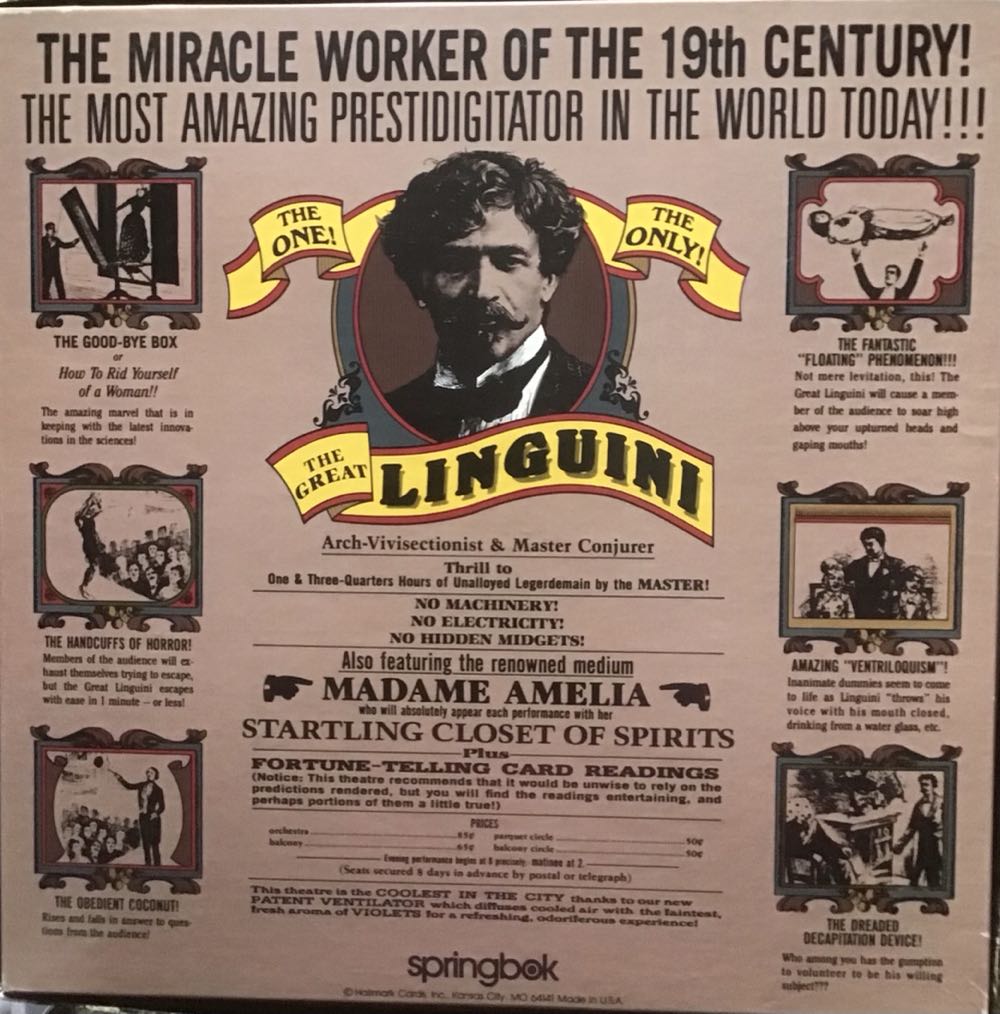 THE MIRACLE WORKER OF THE 19th CENTURY!
THE MOST AMAZING PRESTIDIGITATOR IN THE WORLD TODAY!!!
THE
ONE!
THE
ONLY!
THE
GREAT
LINGUINI
THE GOOD-BYE BOX
or
How To Rid Yourself
of a Woman!!
The amazing marvel that is in
keeping with the latest innova-
tions in the sciences!
THE HANDCUFFS OF HORROR!
Members of the audience will ex-
haust themselves trying to escape,
but the Great Linguini escapes
with ease in 1 minute – or less!
THE OBEDIENT COCONUT!
Rises and falls in answer to ques-
tions from the audience!
Arch-Vivisectionist & Master Conjurer
Thrill to
One & Three-Quarters Hours of Unalloyed Legerdemain by the MASTER!
NO MACHINERY!
NO ELECTRICITY!
NO HIDDEN MIDGETS!
Also featuring the renowned medium
MADAME AMELIA
who will absolutely appear each performance with her
STARTLING CLOSET OF SPIRITS
Plus
FORTUNE-TELLING CARD READINGS
(Notice: This theatre recommends that it would be unwise to rely on the
predictions rendered, but you will find the readings entertaining, and
perhaps portions of them a little true!)
PRICES
orchestra 85¢ parquet circle 50¢
balcony 65¢ balcony circle 50¢
Evening performance begins at 8 precisely; matinee at 2.
(Seats secured 8 days in advance by postal or telegraph)
This theatre is the COOLEST IN THE CITY thanks to our new
PATENT VENTILATOR which diffuses cooled air with the faintest,
fresh aroma of VIOLETS for a refreshing, odoriferous experience!
THE FANTASTIC
"FLOATING" PHENOMENON!!!
Not mere levitation, this! The
Great Linguini will cause a mem-
ber of the audience to soar high
above your upturned heads and
gaping mouths!
AMAZING "VENTRILOQUISM"!
Inanimate dummies seem to come
to life as Linguini "throws" his
voice with his mouth closed,
drinking from a water glass, etc.
THE DREADED
DECAPITATION DEVICE!
Who among you has the gumption
to volunteer to be his willing
subject???
springbok
© Hallmark Cards, Inc., Kansas City, MO 64141 Made in U.S.A.